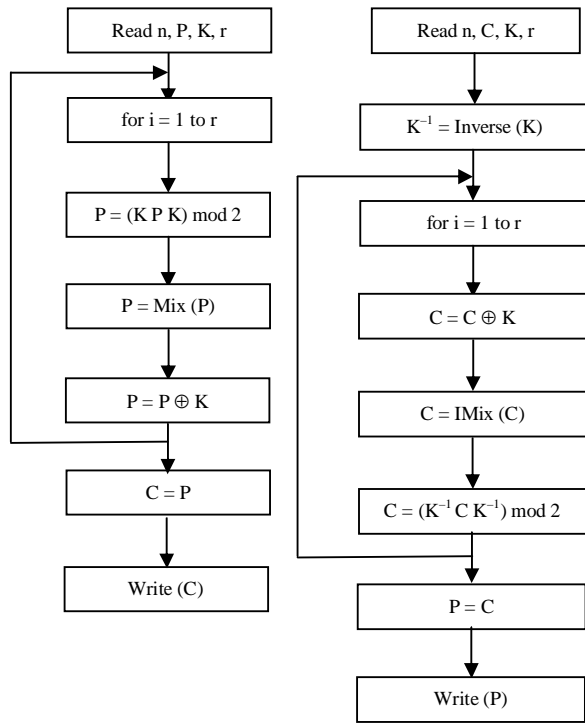 Read n, P, K, r
for i = 1 to r
P = (K P K) mod 2
P = Mix (P)
P = P ⊕ K
C = P
Write (C)
Read n, C, K, r
K⁻¹ = Inverse (K)
for i = 1 to r
C = C ⊕ K
C = IMix (C)
C = (K⁻¹ C K⁻¹) mod 2
P = C
Write (P)